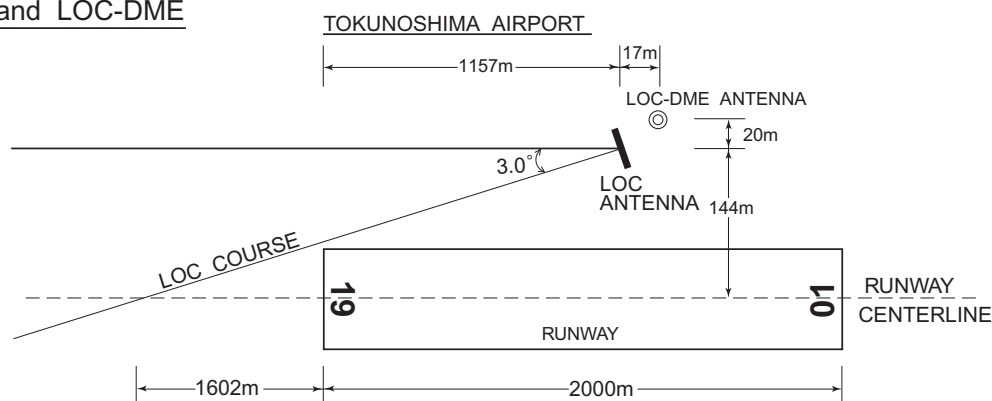 and LOC-DME
TOKUNOSHIMA AIRPORT
17m
1157m
LOC-DME ANTENNA
20m
3.0°
LOC
ANTENNA
144m
LOC COURSE
19
01
RUNWAY
CENTERLINE
RUNWAY
1602m
2000m